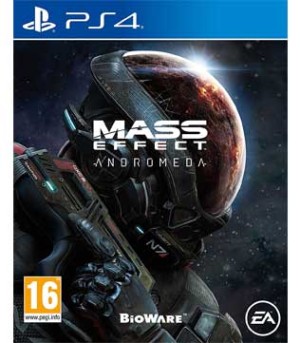 PS4
MASS
EFFECT
ANDROMEDA
N7
16
www.pegi.info
BIOWARE
EA